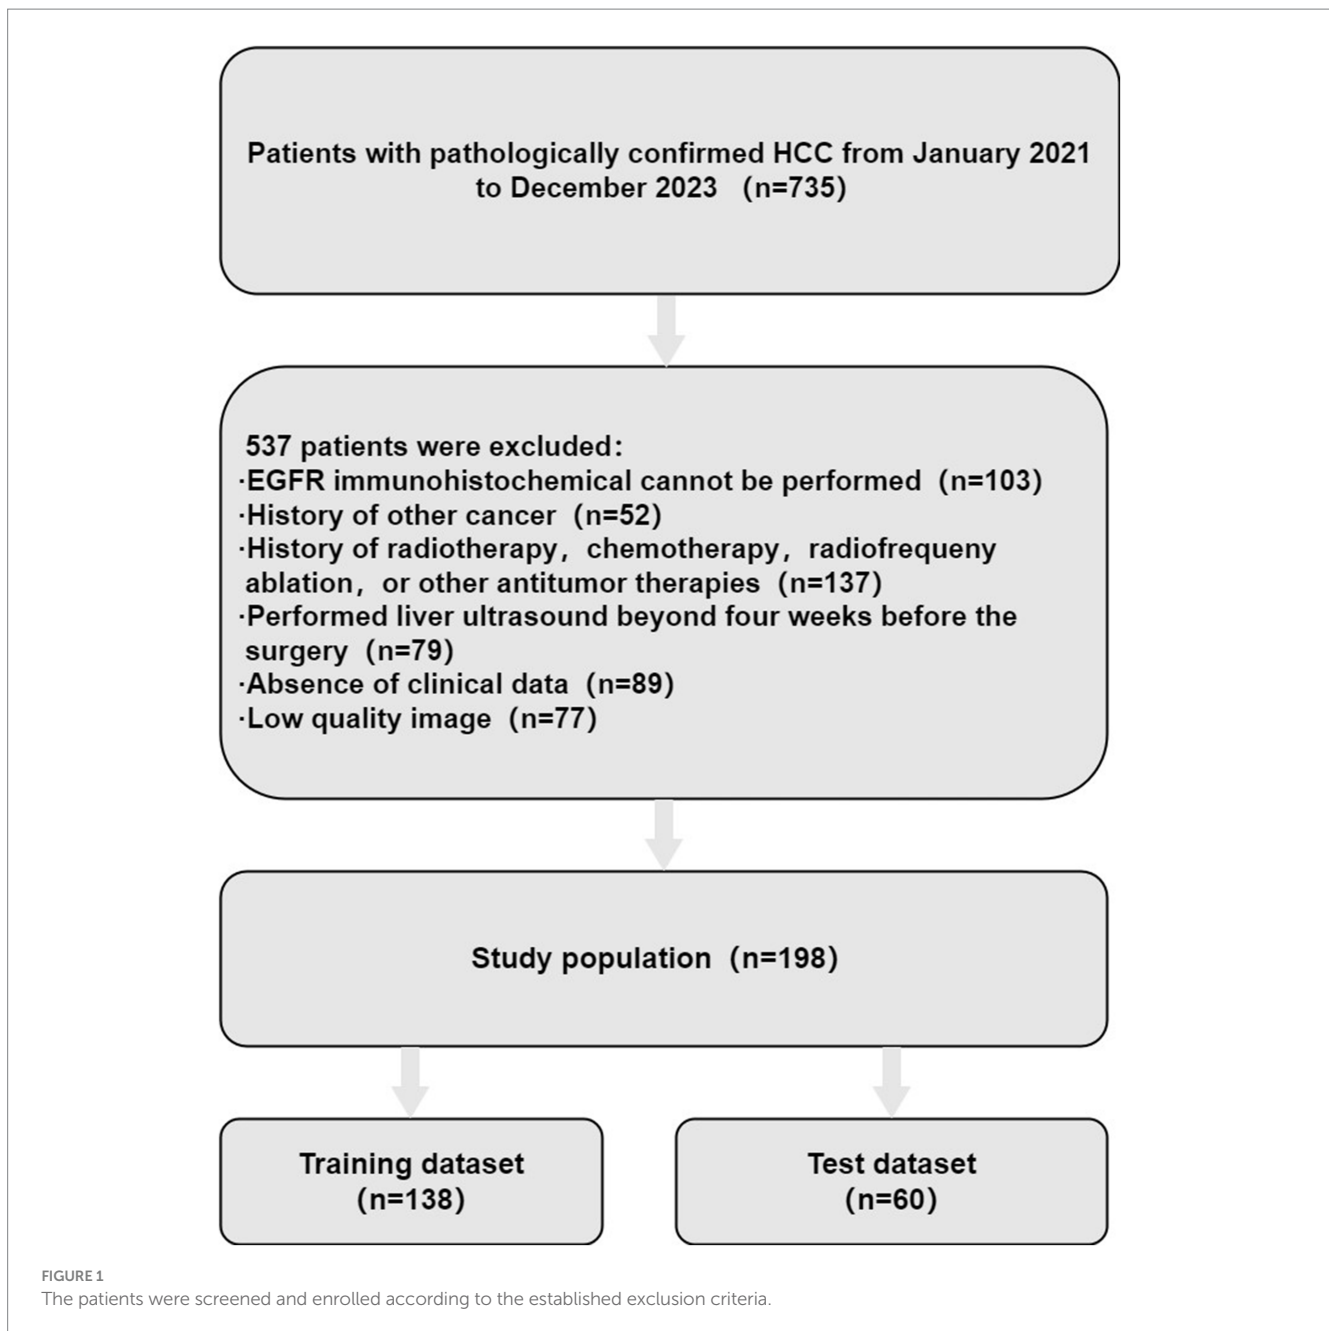 Patients with pathologically confirmed HCC from January 2021
to December 2023 （n=735）
537 patients were excluded：
·EGFR immunohistochemical cannot be performed（n=103）
·History of other cancer（n=52）
·History of radiotherapy，chemotherapy，radiofrequeny
ablation，or other antitumor therapies（n=137）
·Performed liver ultrasound beyond four weeks before the
surgery（n=79）
·Absence of clinical data（n=89）
·Low quality image（n=77）
Study population（n=198）
Training dataset
（n=138）
Test dataset
（n=60）
FIGURE 1
The patients were screened and enrolled according to the established exclusion criteria.